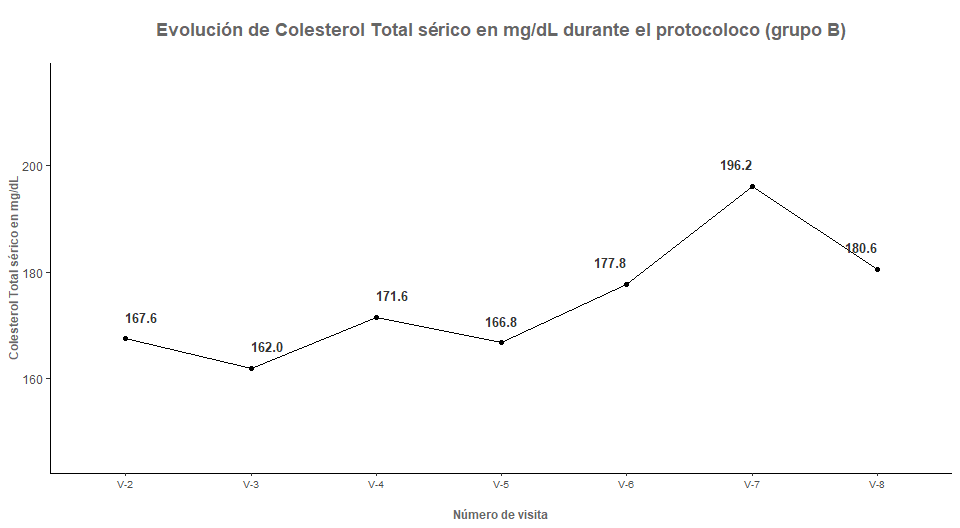 Evolución de Colesterol Total sérico en mg/dL durante el protocoloco (grupo B)
Colesterol Total sérico en mg/dL
200
180
160
167.6
162.0
171.6
166.8
177.8
196.2
180.6
V-2
V-3
V-4
V-5
V-6
V-7
V-8
Número de visita